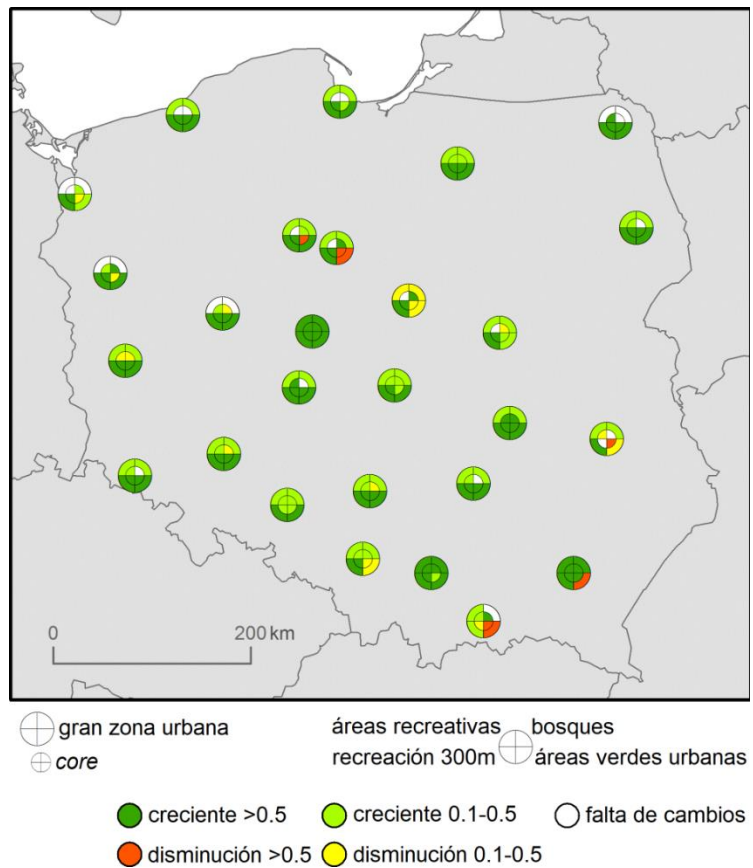 0 200 km
gran zona urbana
core
áreas recreativas bosques
recreación 300m áreas verdes urbanas
creciente >0.5 creciente 0.1-0.5 falta de cambios
disminución >0.5 disminución 0.1-0.5